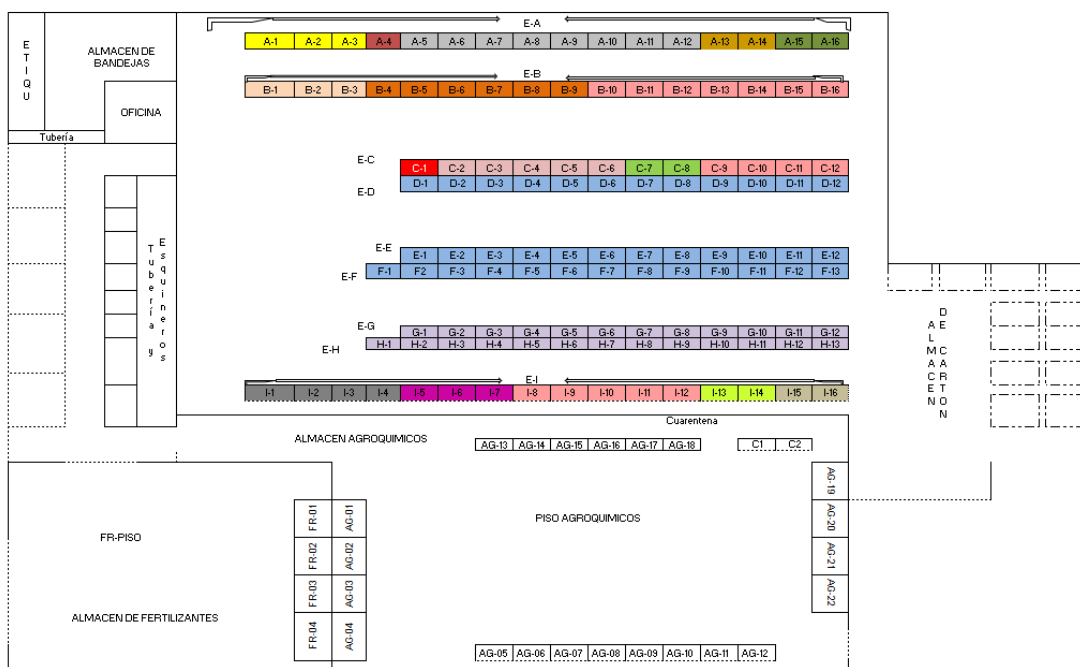 ETIQU
ALMACEN DE
BANDEJAS
OFICINA
Tubería
E-A
A-1 A-2 A-3 A-4 A-5 A-6 A-7 A-8 A-9 A-10 A-11 A-12 A-13 A-14 A-15 A-16
E-B
B-1 B-2 B-3 B-4 B-5 B-6 B-7 B-8 B-9 B-10 B-11 B-12 B-13 B-14 B-15 B-16
E-C
C-1 C-2 C-3 C-4 C-5 C-6 C-7 C-8 C-9 C-10 C-11 C-12
E-D
D-1 D-2 D-3 D-4 D-5 D-6 D-7 D-8 D-9 D-10 D-11 D-12
Tubería y
Esquineros
E-E
E-1 E-2 E-3 E-4 E-5 E-6 E-7 E-8 E-9 E-10 E-11 E-12
E-F
F-1 F2 F-3 F-4 F-5 F-6 F-7 F-8 F-9 F-10 F-11 F-12 F-13
E-G
G-1 G-2 G-3 G-4 G-5 G-6 G-7 G-8 G-9 G-10 G-11 G-12
E-H
H-1 H-2 H-3 H-4 H-5 H-6 H-7 H-8 H-9 H-10 H-11 H-12 H-13
E-I
I-1 I-2 I-3 I-4 I-5 I-6 I-7 I-8 I-9 I-10 I-11 I-12 I-13 I-14 I-15 I-16
ALMACEN
DE CARTON
Cuarentena
ALMACEN AGROQUIMICOS
AG-13 AG-14 AG-15 AG-16 AG-17 AG-18
C1 C2
AG-19
AG-20
AG-21
AG-22
PISO AGROQUIMICOS
FR-PISO
FR-01 AG-01
FR-02 AG-02
FR-03 AG-03
FR-04 AG-04
ALMACEN DE FERTILIZANTES
AG-05 AG-06 AG-07 AG-08 AG-09 AG-10 AG-11 AG-12